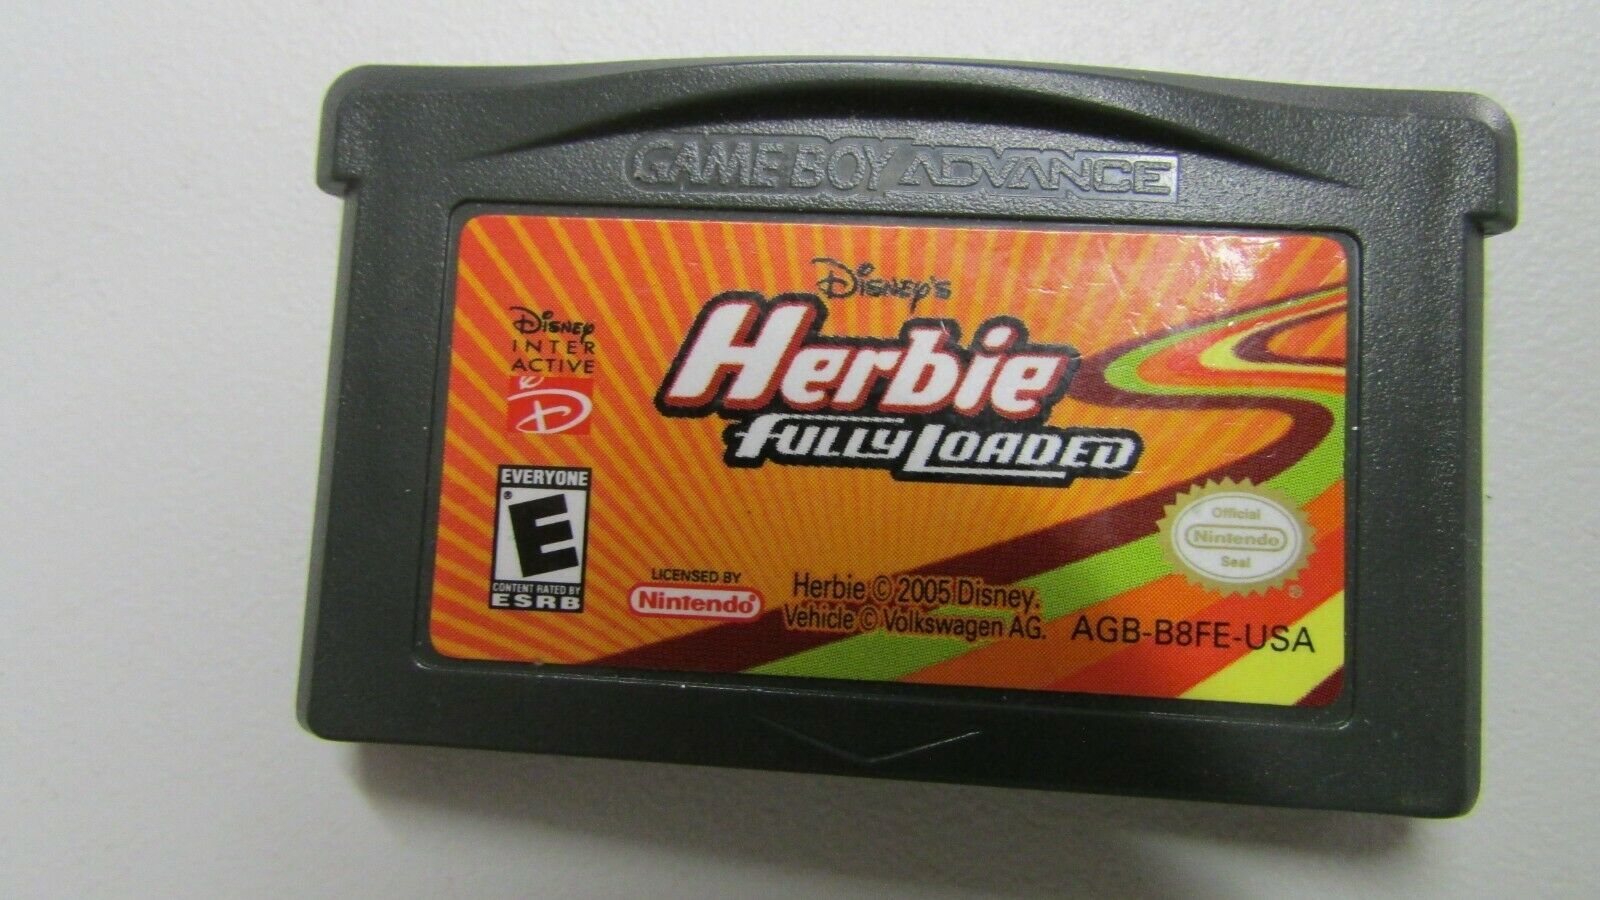 GAME BOY ADVANCE
Disney's
Herbie
FULLY LOADED
Disney
INTER
ACTIVE
D
EVERYONE
E
®
CONTENT RATED BY
ESRB
LICENSED BY
Nintendo®
Herbie © 2005 Disney.
Vehicle © Volkswagen AG.
AGB-B8FE-USA
Official
Nintendo
Seal
®